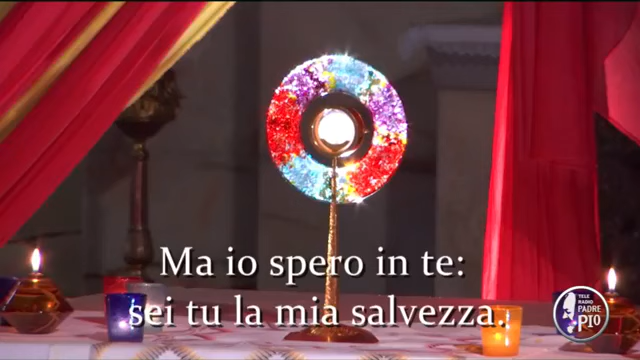 Ma io spero in te:
sei tu la mia salvezza.
TELE
RADIO
PADRE
PIO